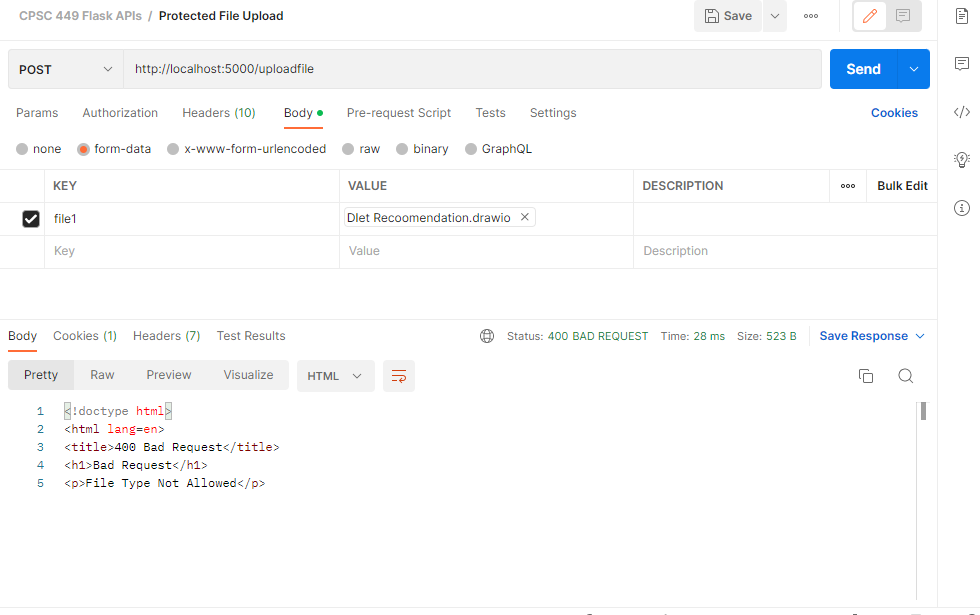 CPSC 449 Flask APIs / Protected File Upload Save
POST http://localhost:5000/uploadfile Send
Params Authorization Headers (10) Body Pre-request Script Tests Settings Cookies
none form-data x-www-form-urlencoded raw binary GraphQL
KEY VALUE DESCRIPTION Bulk Edit
file1 Dlet Recoomendation.drawio
Key Value Description
Body Cookies (1) Headers (7) Test Results Status: 400 BAD REQUEST Time: 28 ms Size: 523 B Save Response
Pretty Raw Preview Visualize HTML
1 <!doctype html>
2 <html lang=en>
3 <title>400 Bad Request</title>
4 <h1>Bad Request</h1>
5 <p>File Type Not Allowed</p>